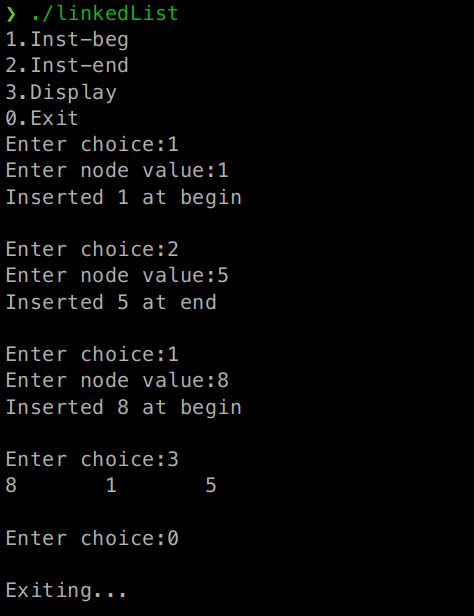 ❯ ./linkedList
1.Inst-beg
2.Inst-end
3.Display
0.Exit
Enter choice:1
Enter node value:1
Inserted 1 at begin
Enter choice:2
Enter node value:5
Inserted 5 at end
Enter choice:1
Enter node value:8
Inserted 8 at begin
Enter choice:3
8       1       5
Enter choice:0
Exiting...